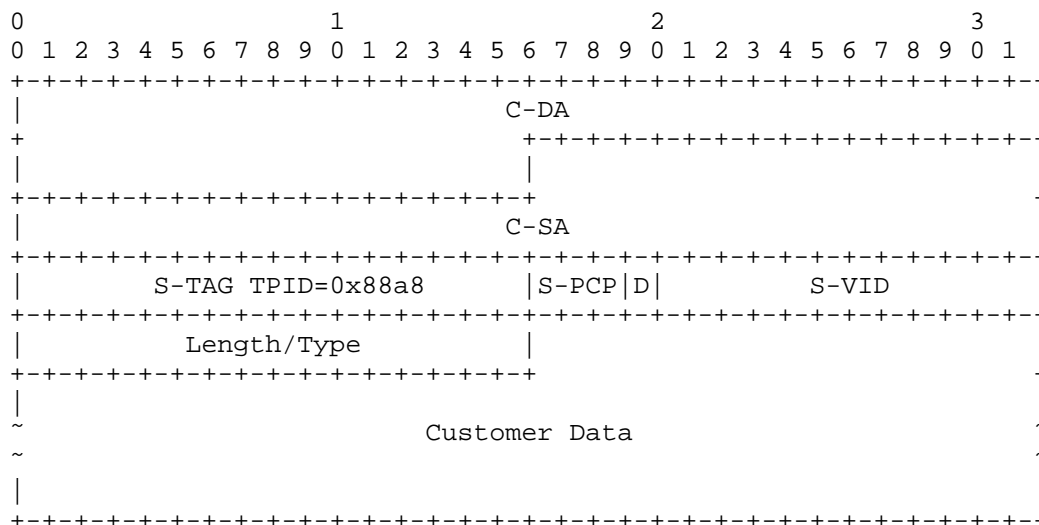 0                   1                   2                   3
0 1 2 3 4 5 6 7 8 9 0 1 2 3 4 5 6 7 8 9 0 1 2 3 4 5 6 7 8 9 0 1
+-+-+-+-+-+-+-+-+-+-+-+-+-+-+-+-+-+-+-+-+-+-+-+-+-+-+-+-+-+-+-+-+-
|                              C-DA
+                               +-+-+-+-+-+-+-+-+-+-+-+-+-+-+-+-+-
|                               |
+-+-+-+-+-+-+-+-+-+-+-+-+-+-+-+-+                               -
|                              C-SA
+-+-+-+-+-+-+-+-+-+-+-+-+-+-+-+-+-+-+-+-+-+-+-+-+-+-+-+-+-+-+-+-+-
|        S-TAG TPID=0x88a8      |S-PCP|D|         S-VID
+-+-+-+-+-+-+-+-+-+-+-+-+-+-+-+-+-+-+-+-+-+-+-+-+-+-+-+-+-+-+-+-+-
|          Length/Type          |
+-+-+-+-+-+-+-+-+-+-+-+-+-+-+-+-+                               -
|
~                         Customer Data                         ~
~                                                               ~
|
+-+-+-+-+-+-+-+-+-+-+-+-+-+-+-+-+-+-+-+-+-+-+-+-+-+-+-+-+-+-+-+-+-